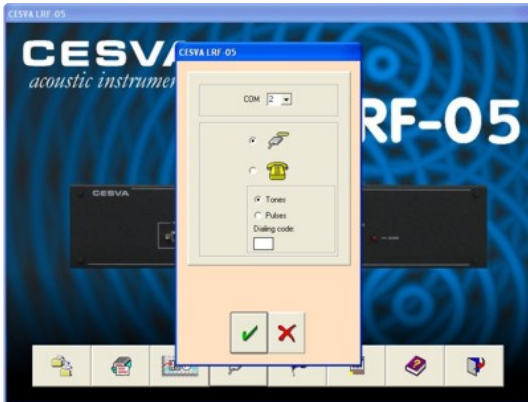 CESVA LRF-05
CESVA
acoustic instrumen
RF-05
CESVA
CESVA LRF-05
COM 2
Tones
Pulses
Dialing code: